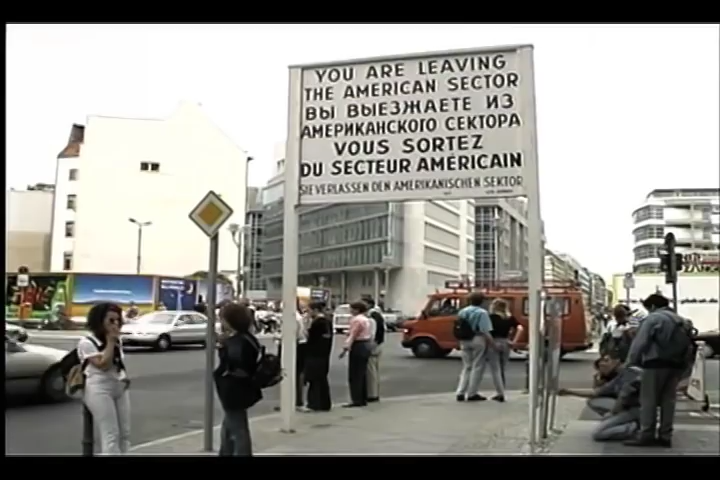 YOU ARE LEAVING
THE AMERICAN SECTOR
ВЫ ВЫЕЗЖАЕТЕ ИЗ
АМЕРИКАНСКОГО СЕКТОРА
VOUS SORTEZ
DU SECTEUR AMÉRICAIN
SIE VERLASSEN DEN AMERIKANISCHEN SEKTOR